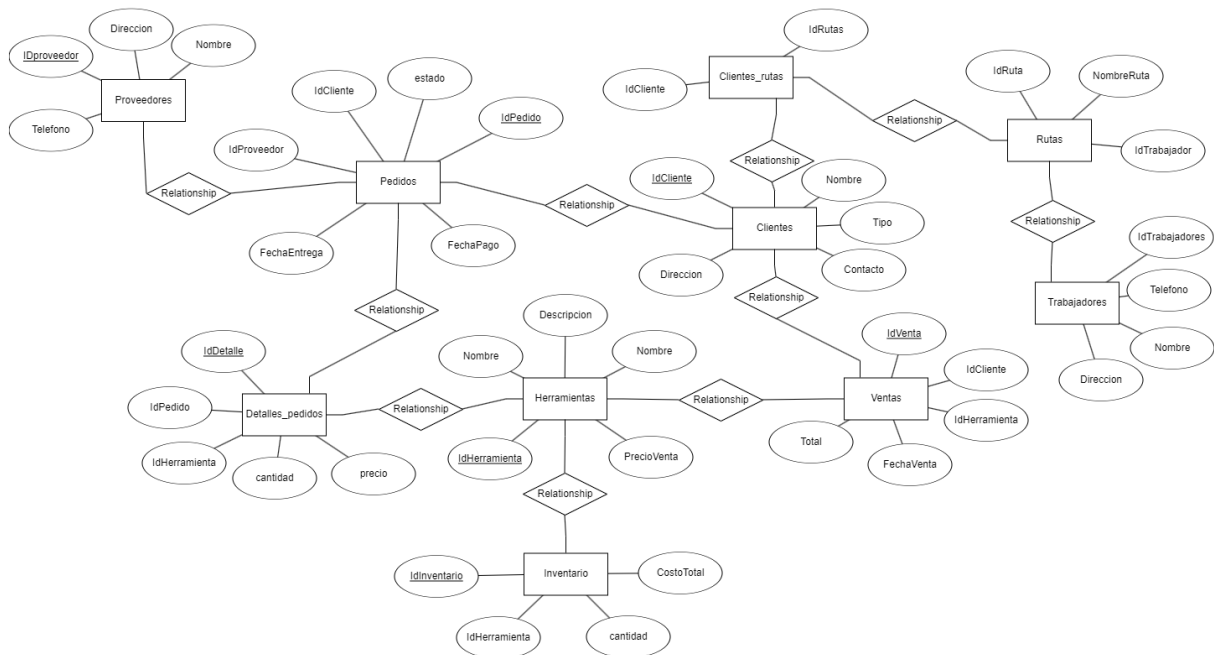 Direccion
Nombre
IDproveedor
Proveedores
Telefono
IdCliente
estado
IdPedido
IdProveedor
Pedidos
FechaEntrega
FechaPago
Relationship
Relationship
IdRutas
Clientes_rutas
IdCliente
Relationship
Relationship
IdRuta
NombreRuta
Rutas
IdTrabajador
Relationship
IdCliente
Nombre
Clientes
Tipo
Direccion
Contacto
Relationship
IdTrabajadores
Telefono
Trabajadores
Nombre
Direccion
Relationship
IdDetalle
IdPedido
Detalles_pedidos
IdHerramienta
cantidad
precio
Relationship
Descripcion
Nombre
Nombre
Herramientas
IdHerramienta
PrecioVenta
Relationship
IdVenta
IdCliente
Ventas
IdHerramienta
Total
FechaVenta
Relationship
IdInventario
Inventario
CostoTotal
IdHerramienta
cantidad